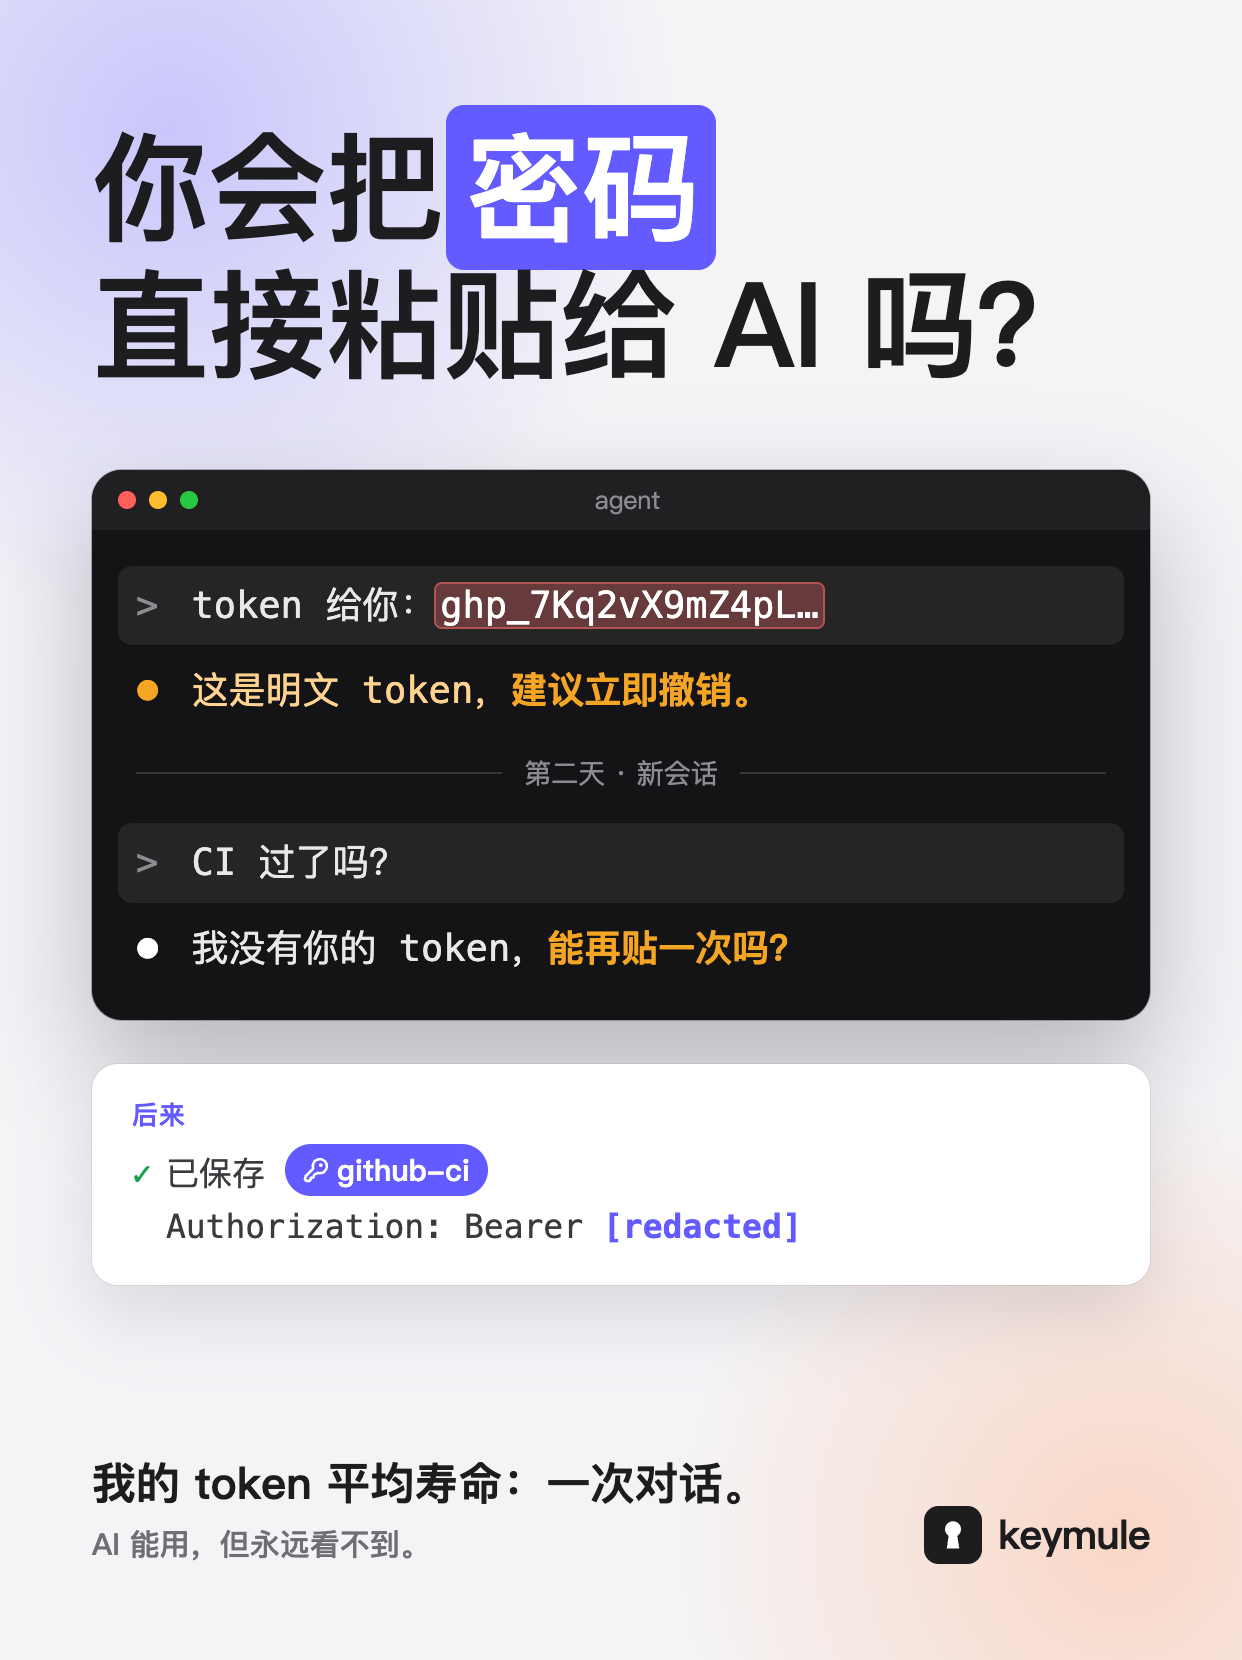 你会把密码
直接粘贴给 AI 吗？
agent
> token 给你：ghp_7Kq2vX9mZ4pL…
这是明文 token，建议立即撤销。
第二天 · 新会话
> CI 过了吗？
我没有你的 token，能再贴一次吗？
后来
✓ 已保存 github-ci
Authorization: Bearer [redacted]
我的 token 平均寿命：一次对话。
AI 能用，但永远看不到。
keymule